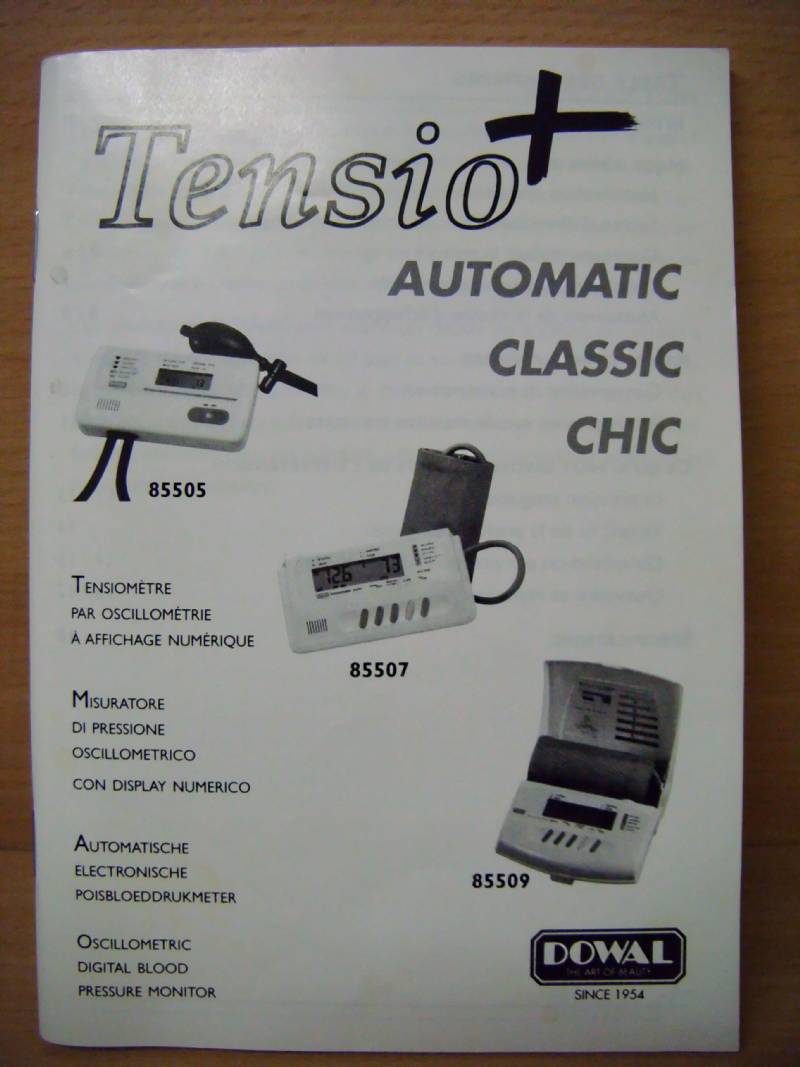 Tensio+
AUTOMATIC
CLASSIC
CHIC
85505
126 73
85507
TENSIOMÈTRE
PAR OSCILLOMÉTRIE
À AFFICHAGE NUMÉRIQUE
MISURATORE
DI PRESSIONE
OSCILLOMETRICO
CON DISPLAY NUMERICO
85509
AUTOMATISCHE
ELECTRONISCHE
POISBLOEDDRUKMETER
OSCILLOMETRIC
DIGITAL BLOOD
PRESSURE MONITOR
DOWAL
THE ART OF BEAUTY
SINCE 1954